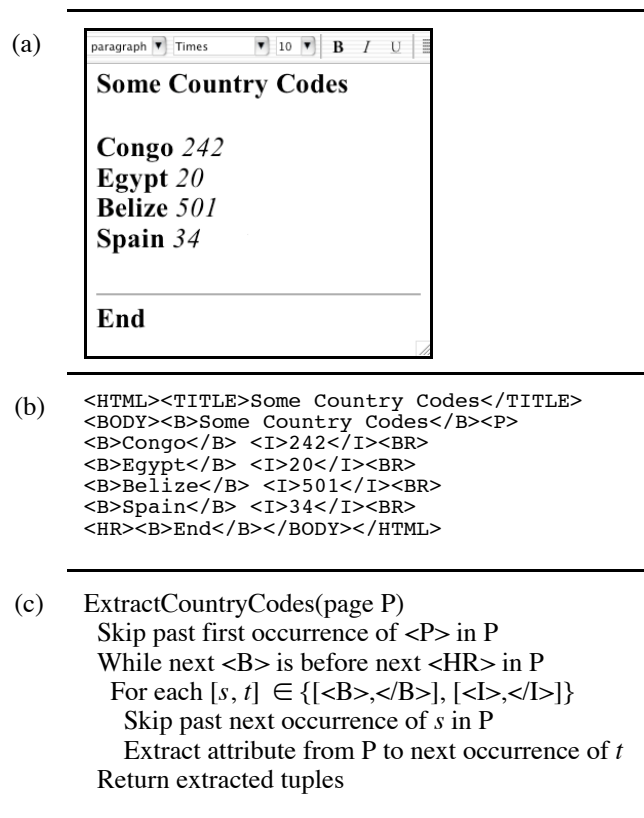 (a)
paragraph Times 10 B I U
Some Country Codes
Congo 242
Egypt 20
Belize 501
Spain 34
End
(b)
<HTML><TITLE>Some Country Codes</TITLE>
<BODY><B>Some Country Codes</B><P>
<B>Congo</B> <I>242</I><BR>
<B>Egypt</B> <I>20</I><BR>
<B>Belize</B> <I>501</I><BR>
<B>Spain</B> <I>34</I><BR>
<HR><B>End</B></BODY></HTML>
(c)
ExtractCountryCodes(page P)
Skip past first occurrence of <P> in P
While next <B> is before next <HR> in P
For each [s, t] ∈ {[<B>,</B>], [<I>,</I>]}
Skip past next occurrence of s in P
Extract attribute from P to next occurrence of t
Return extracted tuples